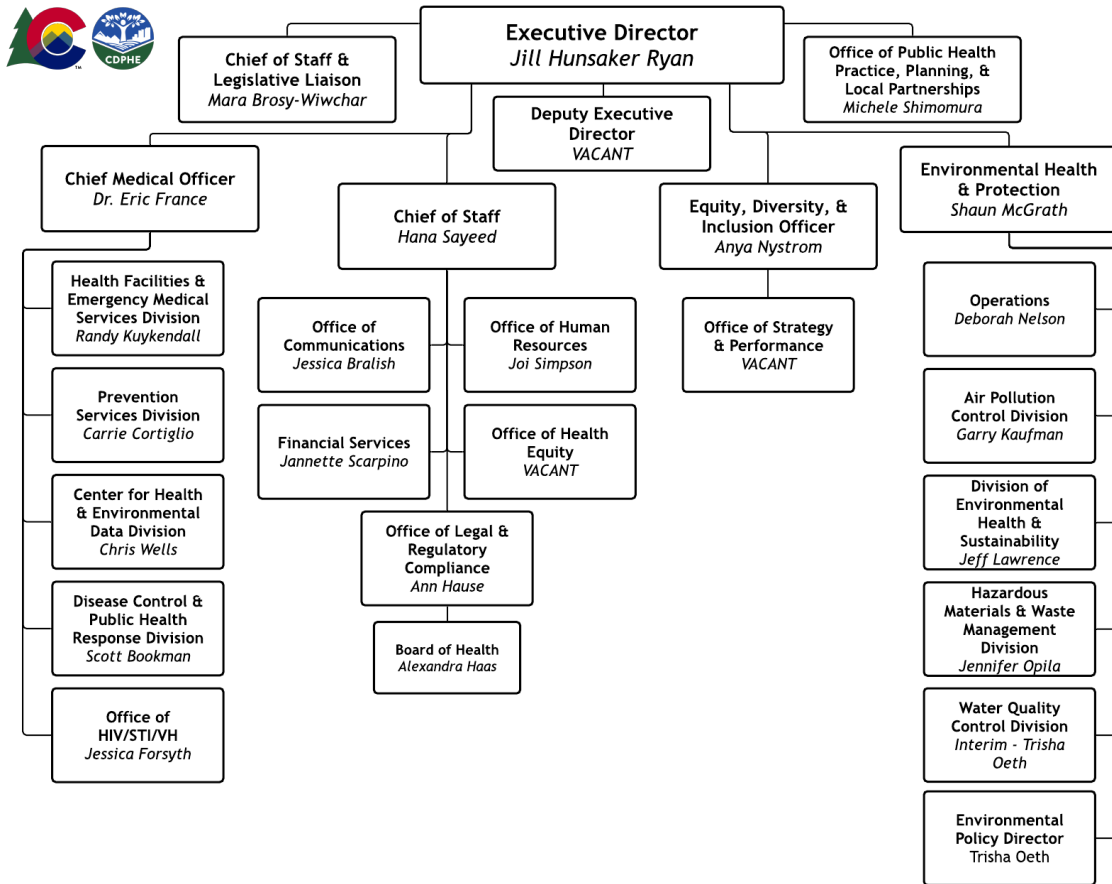 CDPHE
TM
Executive Director
Jill Hunsaker Ryan
Chief of Staff &
Legislative Liaison
Mara Brosy-Wiwchar
Office of Public Health
Practice, Planning, &
Local Partnerships
Michele Shimomura
Deputy Executive
Director
VACANT
Chief Medical Officer
Dr. Eric France
Chief of Staff
Hana Sayeed
Equity, Diversity, &
Inclusion Officer
Anya Nystrom
Environmental Health
& Protection
Shaun McGrath
Health Facilities &
Emergency Medical
Services Division
Randy Kuykendall
Prevention
Services Division
Carrie Cortiglio
Center for Health
& Environmental
Data Division
Chris Wells
Disease Control &
Public Health
Response Division
Scott Bookman
Office of
HIV/STI/VH
Jessica Forsyth
Office of
Communications
Jessica Bralish
Office of Human
Resources
Joi Simpson
Financial Services
Jannette Scarpino
Office of Health
Equity
VACANT
Office of Legal &
Regulatory
Compliance
Ann Hause
Board of Health
Alexandra Haas
Office of Strategy
& Performance
VACANT
Operations
Deborah Nelson
Air Pollution
Control Division
Garry Kaufman
Division of
Environmental
Health &
Sustainability
Jeff Lawrence
Hazardous
Materials & Waste
Management
Division
Jennifer Opila
Water Quality
Control Division
Interim - Trisha
Oeth
Environmental
Policy Director
Trisha Oeth